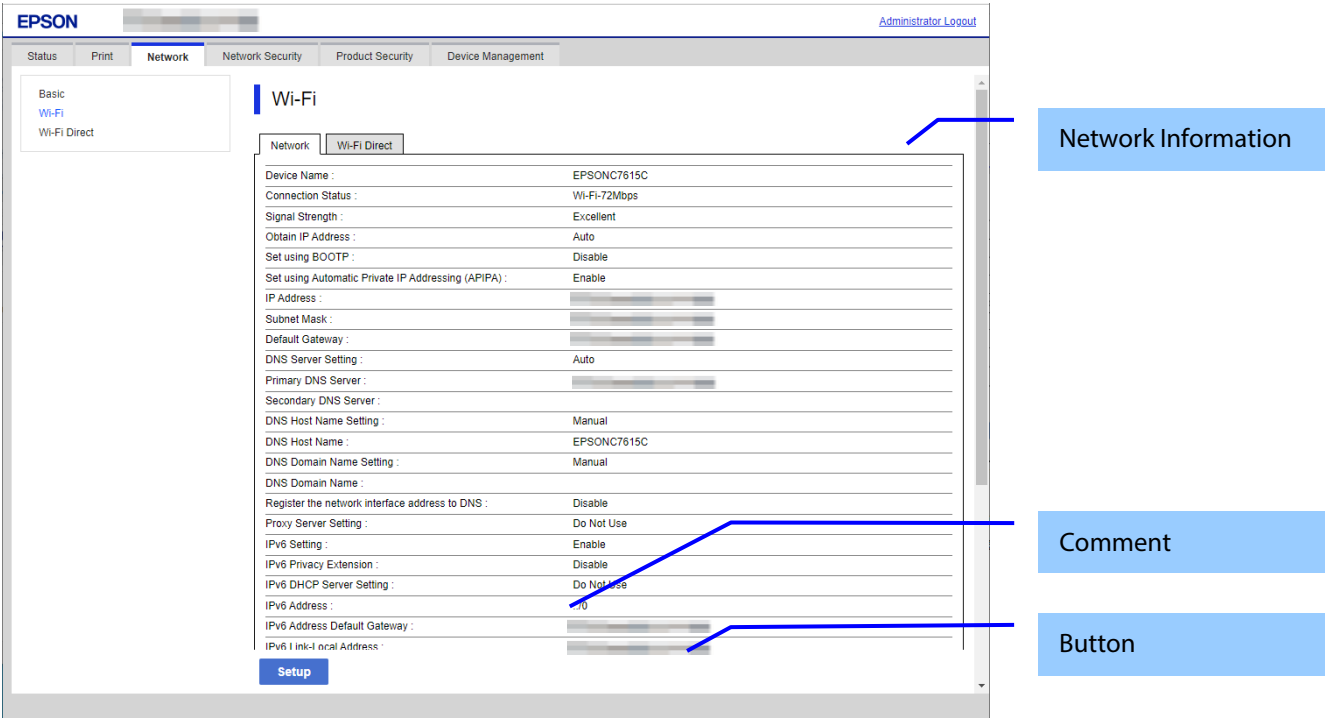 EPSON
Administrator Logout
Status Print Network Network Security Product Security Device Management
Basic
Wi-Fi
Wi-Fi Direct
Wi-Fi
Network Wi-Fi Direct
Device Name : EPSONC7615C
Connection Status : Wi-Fi-72Mbps
Signal Strength : Excellent
Obtain IP Address : Auto
Set using BOOTP : Disable
Set using Automatic Private IP Addressing (APIPA) : Enable
IP Address :
Subnet Mask :
Default Gateway :
DNS Server Setting : Auto
Primary DNS Server :
Secondary DNS Server :
DNS Host Name Setting : Manual
DNS Host Name : EPSONC7615C
DNS Domain Name Setting : Manual
DNS Domain Name :
Register the network interface address to DNS : Disable
Proxy Server Setting : Do Not Use
IPv6 Setting : Enable
IPv6 Privacy Extension : Disable
IPv6 DHCP Server Setting : Do Not Use
IPv6 Address : ::/0
IPv6 Address Default Gateway :
IPv6 Link-Local Address :
Setup
Network Information
Comment
Button